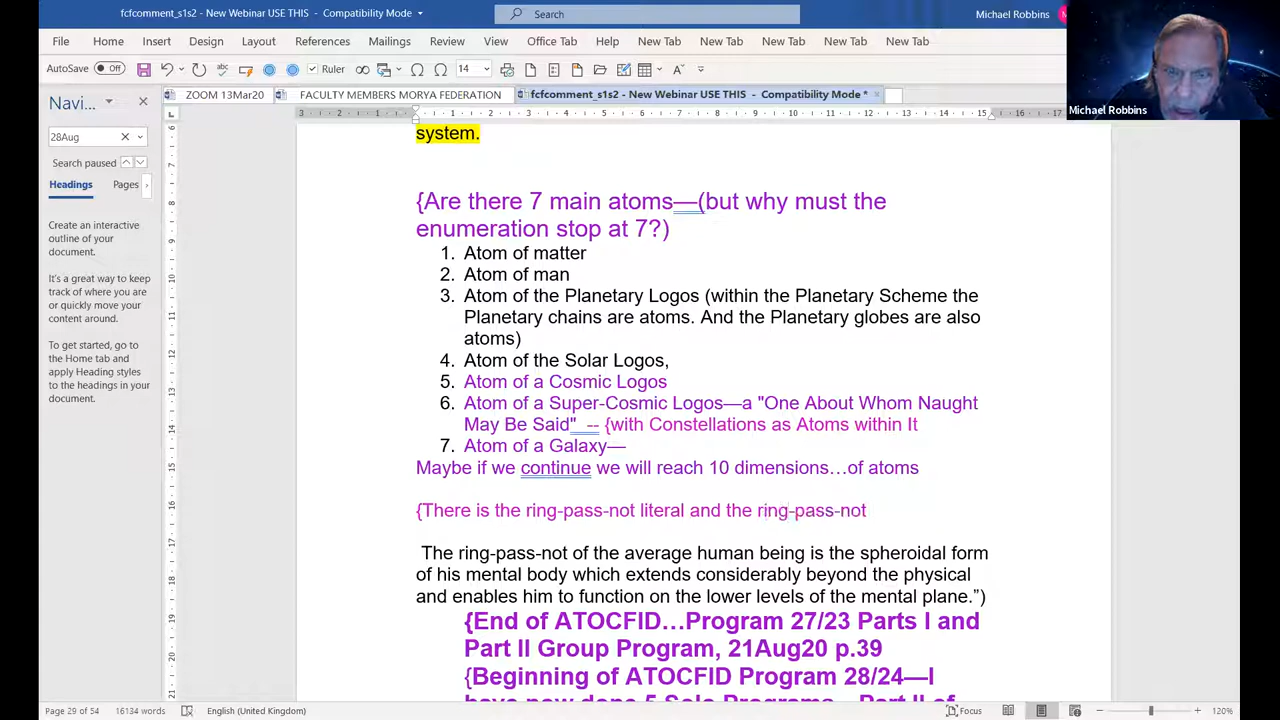 fcfcomment_s1s2 - New Webinar USE THIS - Compatibility Mode
Search
Michael Robbins
File Home Insert Design Layout References Mailings Review View Office Tab Help New Tab New Tab New Tab New Tab New Tab
AutoSave Off Ruler 14
ZOOM 13Mar20 FACULTY MEMBERS MORYA FEDERATION fcfcomment_s1s2 - New Webinar USE THIS - Compatibility Mode *
Michael Robbins
Navi...
28Aug
Search paused
Headings Pages
Create an interactive
outline of your
document.
It's a great way to keep
track of where you are
or quickly move your
content around.
To get started, go to
the Home tab and
apply Heading styles
to the headings in your
document.
system.
{Are there 7 main atoms—(but why must the
enumeration stop at 7?)
1. Atom of matter
2. Atom of man
3. Atom of the Planetary Logos (within the Planetary Scheme the
Planetary chains are atoms. And the Planetary globes are also
atoms)
4. Atom of the Solar Logos,
5. Atom of a Cosmic Logos
6. Atom of a Super-Cosmic Logos—a "One About Whom Naught
May Be Said" -- {with Constellations as Atoms within It
7. Atom of a Galaxy—
Maybe if we continue we will reach 10 dimensions…of atoms
{There is the ring-pass-not literal and the ring-pass-not
The ring-pass-not of the average human being is the spheroidal form
of his mental body which extends considerably beyond the physical
and enables him to function on the lower levels of the mental plane.”)
{End of ATOCFID…Program 27/23 Parts I and
Part II Group Program, 21Aug20 p.39
{Beginning of ATOCFID Program 28/24—I
have now done 5 Solo Programs—Part II of
Page 29 of 54 16134 words English (United Kingdom) Focus 120%